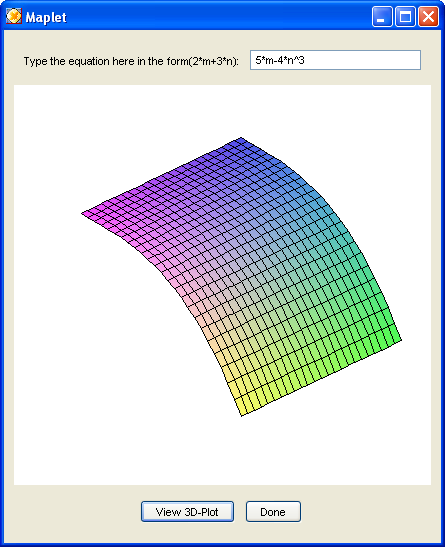 Maplet
Type the equation here in the form(2*m+3*n): 5*m-4*n^3
View 3D-Plot Done